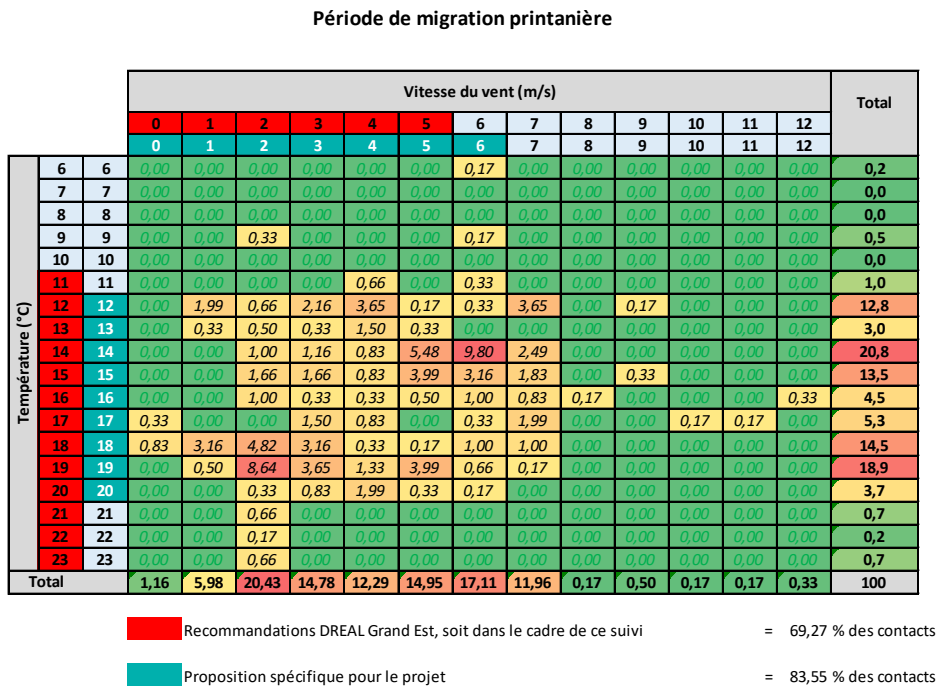 Période de migration printanière
Vitesse du vent (m/s) Total
0 1 2 3 4 5 6 7 8 9 10 11 12
0 1 2 3 4 5 6 7 8 9 10 11 12
Température (°C)
6 6 0,00 0,00 0,00 0,00 0,00 0,00 0,17 0,00 0,00 0,00 0,00 0,00 0,00 0,2
7 7 0,00 0,00 0,00 0,00 0,00 0,00 0,00 0,00 0,00 0,00 0,00 0,00 0,00 0,0
8 8 0,00 0,00 0,00 0,00 0,00 0,00 0,00 0,00 0,00 0,00 0,00 0,00 0,00 0,0
9 9 0,00 0,00 0,33 0,00 0,00 0,00 0,17 0,00 0,00 0,00 0,00 0,00 0,00 0,5
10 10 0,00 0,00 0,00 0,00 0,00 0,00 0,00 0,00 0,00 0,00 0,00 0,00 0,00 0,0
11 11 0,00 0,00 0,00 0,00 0,66 0,00 0,33 0,00 0,00 0,00 0,00 0,00 0,00 1,0
12 12 0,00 1,99 0,66 2,16 3,65 0,17 0,33 3,65 0,00 0,17 0,00 0,00 0,00 12,8
13 13 0,00 0,33 0,50 0,33 1,50 0,33 0,00 0,00 0,00 0,00 0,00 0,00 0,00 3,0
14 14 0,00 0,00 1,00 1,16 0,83 5,48 9,80 2,49 0,00 0,00 0,00 0,00 0,00 20,8
15 15 0,00 0,00 1,66 1,66 0,83 3,99 3,16 1,83 0,00 0,33 0,00 0,00 0,00 13,5
16 16 0,00 0,00 1,00 0,33 0,33 0,50 1,00 0,83 0,17 0,00 0,00 0,00 0,33 4,5
17 17 0,33 0,00 0,00 1,50 0,83 0,00 0,33 1,99 0,00 0,00 0,17 0,17 0,00 5,3
18 18 0,83 3,16 4,82 3,16 0,33 0,17 1,00 1,00 0,00 0,00 0,00 0,00 0,00 14,5
19 19 0,00 0,50 8,64 3,65 1,33 3,99 0,66 0,17 0,00 0,00 0,00 0,00 0,00 18,9
20 20 0,00 0,00 0,33 0,83 1,99 0,33 0,17 0,00 0,00 0,00 0,00 0,00 0,00 3,7
21 21 0,00 0,00 0,66 0,00 0,00 0,00 0,00 0,00 0,00 0,00 0,00 0,00 0,00 0,7
22 22 0,00 0,00 0,17 0,00 0,00 0,00 0,00 0,00 0,00 0,00 0,00 0,00 0,00 0,2
23 23 0,00 0,00 0,66 0,00 0,00 0,00 0,00 0,00 0,00 0,00 0,00 0,00 0,00 0,7
Total 1,16 5,98 20,43 14,78 12,29 14,95 17,11 11,96 0,17 0,50 0,17 0,17 0,33 100
Recommandations DREAL Grand Est, soit dans le cadre de ce suivi = 69,27 % des contacts
Proposition spécifique pour le projet = 83,55 % des contacts